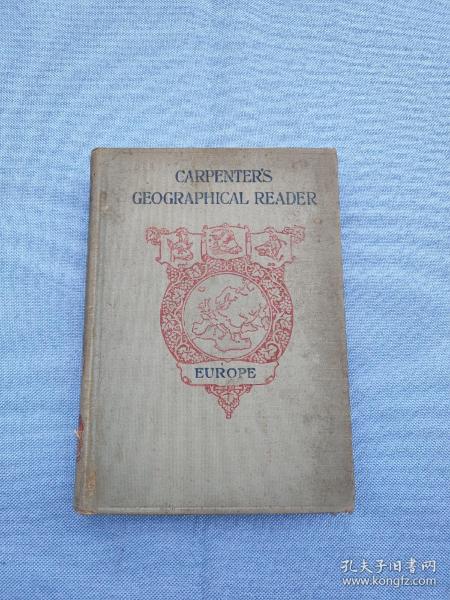 CARPENTER'S
GEOGRAPHICAL READER
EUROPE
孔夫子旧书网
www.kongfz.com